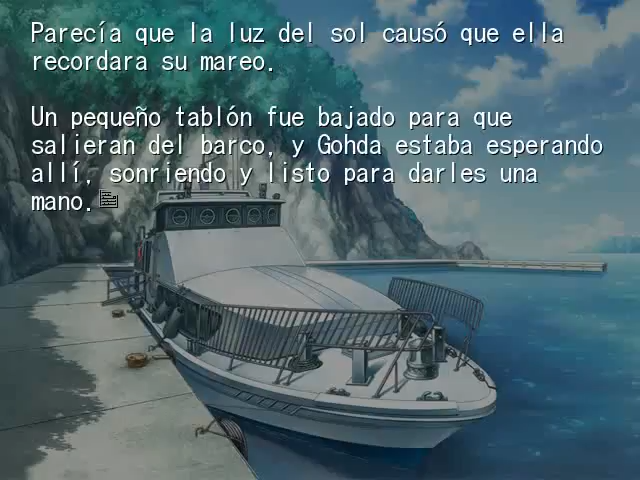 Parecía que la luz del sol causó que ella
recordara su mareo.
Un pequeño tablón fue bajado para que
salieran del barco, y Gohda estaba esperando
allí, sonriendo y listo para darles una
mano.